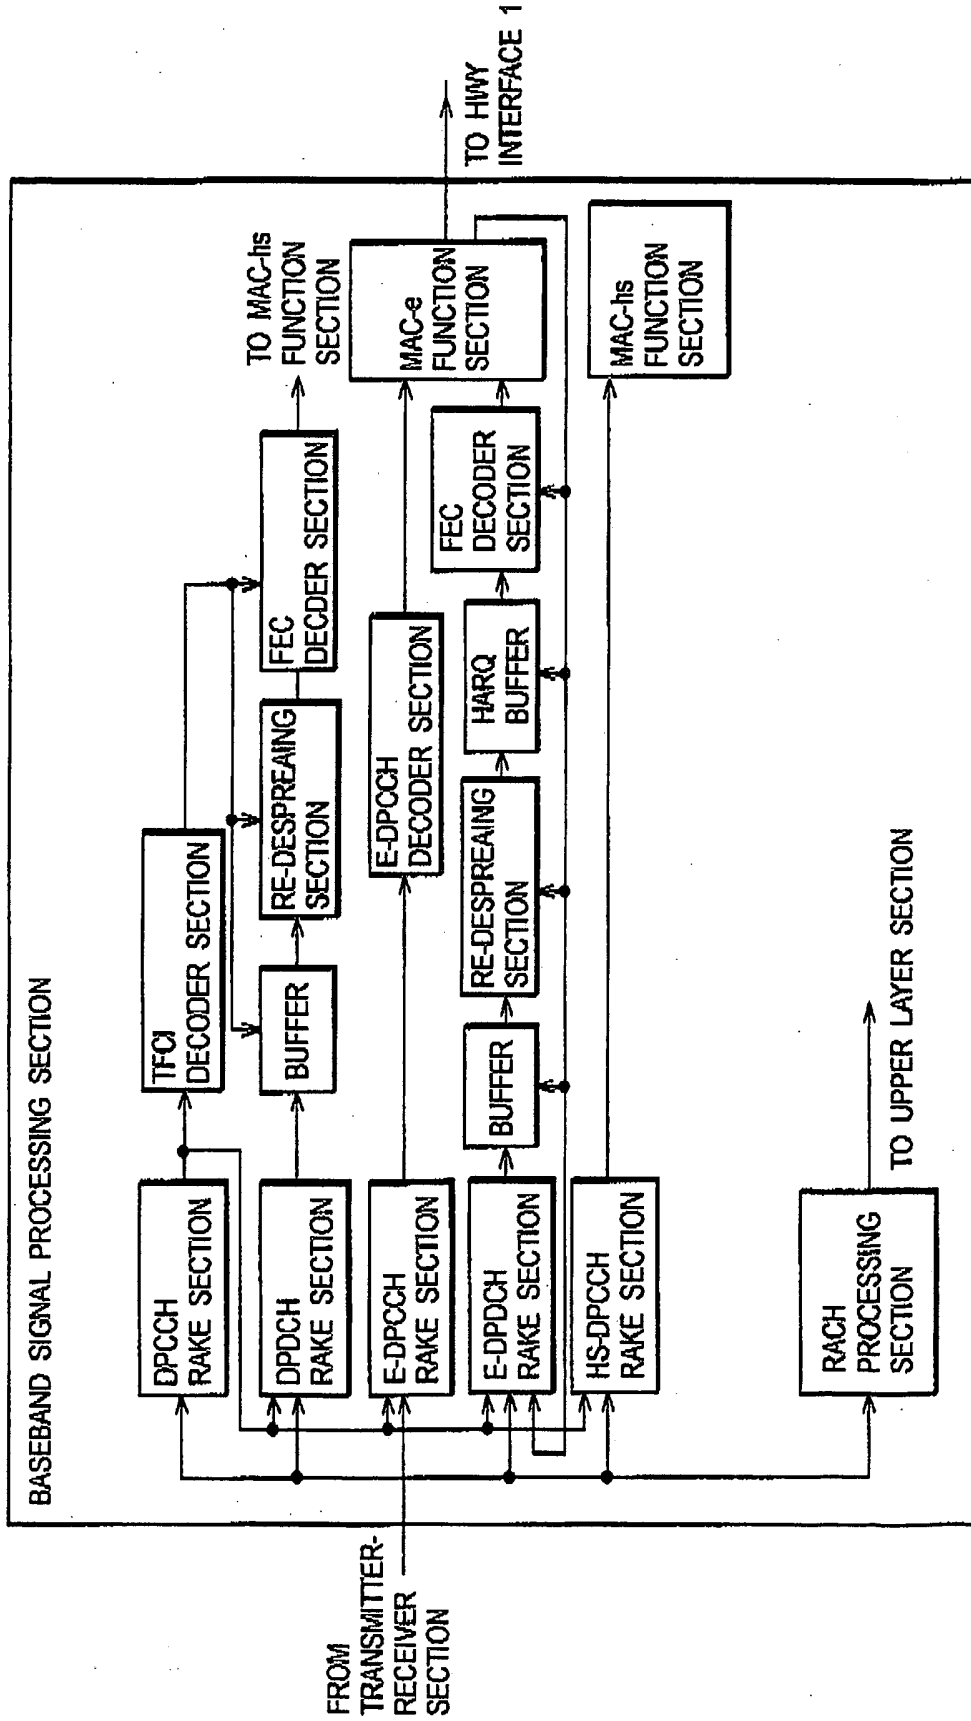 BASEBAND SIGNAL PROCESSING SECTION
FROM
TRANSMITTER-
RECEIVER
SECTION
DPCCH
RAKE SECTION
TFCI
DECODER SECTION
DPDCH
RAKE SECTION
BUFFER
RE-DESPREAING
SECTION
FEC
DECDER SECTION
TO MAC-hs
FUNCTION
SECTION
E-DPCCH
RAKE SECTION
E-DPCCH
DECODER SECTION
MAC-e
FUNCTION
SECTION
TO HWY
INTERFACE 1
E-DPDCH
RAKE SECTION
BUFFER
RE-DESPREAING
SECTION
HARQ
BUFFER
FEC
DECODER
SECTION
HS-DPCCH
RAKE SECTION
MAC-hs
FUNCTION
SECTION
RACH
PROCESSING
SECTION
TO UPPER LAYER SECTION